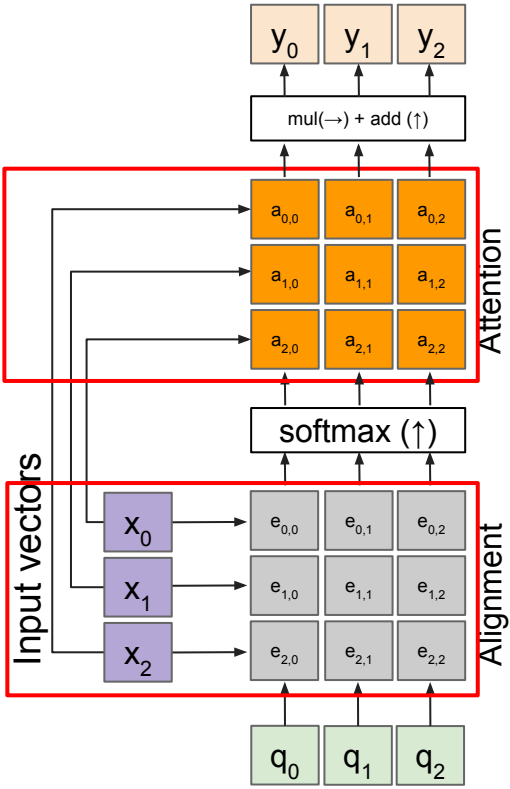 y0 y1 y2
mul(→) + add (↑)
a0,0 a0,1 a0,2
a1,0 a1,1 a1,2
a2,0 a2,1 a2,2
Attention
softmax (↑)
Input vectors
x0 e0,0 e0,1 e0,2
x1 e1,0 e1,1 e1,2
x2 e2,0 e2,1 e2,2
Alignment
q0 q1 q2